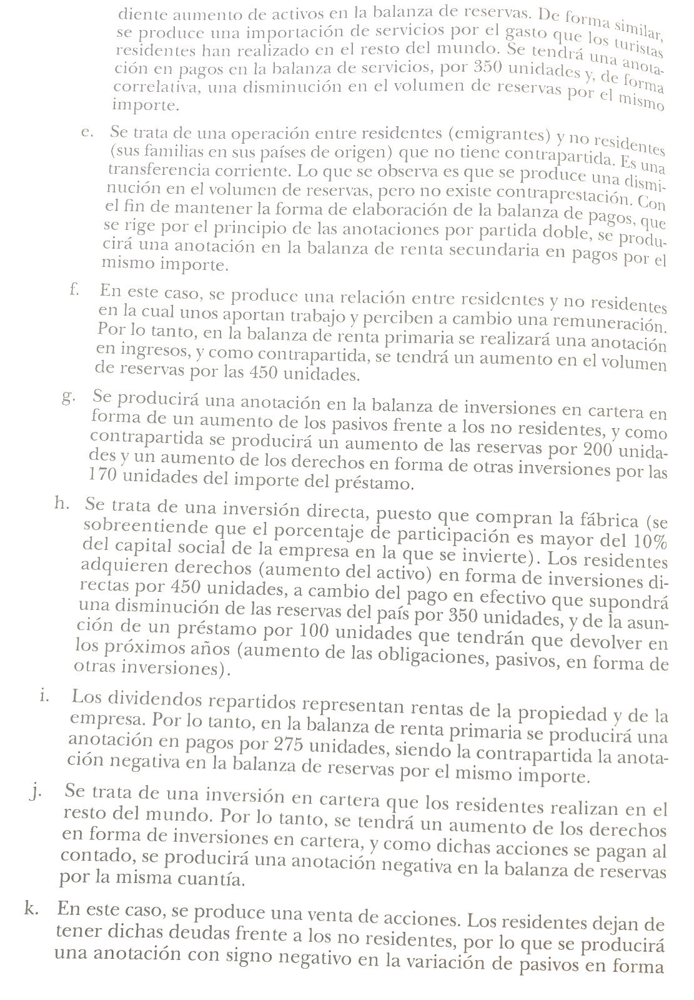 diente aumento de activos en la balanza de reservas. De forma similar,
se produce una importación de servicios por el gasto que los turistas
residentes han realizado en el resto del mundo. Se tendrá una anota-
ción en pagos en la balanza de servicios, por 350 unidades y, de forma
correlativa, una disminución en el volumen de reservas por el mismo
importe.
e. Se trata de una operación entre residentes (emigrantes) y no residentes
(sus familias en sus países de origen) que no tiene contrapartida. Es una
transferencia corriente. Lo que se observa es que se produce una dismi-
nución en el volumen de reservas, pero no existe contraprestación. Con
el fin de mantener la forma de elaboración de la balanza de pagos, que
se rige por el principio de las anotaciones por partida doble, se produ-
cirá una anotación en la balanza de renta secundaria en pagos por el
mismo importe.
f. En este caso, se produce una relación entre residentes y no residentes
en la cual unos aportan trabajo y perciben a cambio una remuneración.
Por lo tanto, en la balanza de renta primaria se realizará una anotación
en ingresos, y como contrapartida, se tendrá un aumento en el volumen
de reservas por las 450 unidades.
g. Se producirá una anotación en la balanza de inversiones en cartera en
forma de un aumento de los pasivos frente a los no residentes, y como
contrapartida se producirá un aumento de las reservas por 200 unida-
des y un aumento de los derechos en forma de otras inversiones por las
170 unidades del importe del préstamo.
h. Se trata de una inversión directa, puesto que compran la fábrica (se
sobreentiende que el porcentaje de participación es mayor del 10%
del capital social de la empresa en la que se invierte). Los residentes
adquieren derechos (aumento del activo) en forma de inversiones di-
rectas por 450 unidades, a cambio del pago en efectivo que supondrá
una disminución de las reservas del país por 350 unidades, y de la asun-
ción de un préstamo por 100 unidades que tendrán que devolver en
los próximos años (aumento de las obligaciones, pasivos, en forma de
otras inversiones).
i. Los dividendos repartidos representan rentas de la propiedad y de la
empresa. Por lo tanto, en la balanza de renta primaria se producirá una
anotación en pagos por 275 unidades, siendo la contrapartida la anota-
ción negativa en la balanza de reservas por el mismo importe.
j. Se trata de una inversión en cartera que los residentes realizan en el
resto del mundo. Por lo tanto, se tendrá un aumento de los derechos
en forma de inversiones en cartera, y como dichas acciones se pagan al
contado, se producirá una anotación negativa en la balanza de reservas
por la misma cuantía.
k. En este caso, se produce una venta de acciones. Los residentes dejan de
tener dichas deudas frente a los no residentes, por lo que se producirá
una anotación con signo negativo en la variación de pasivos en forma